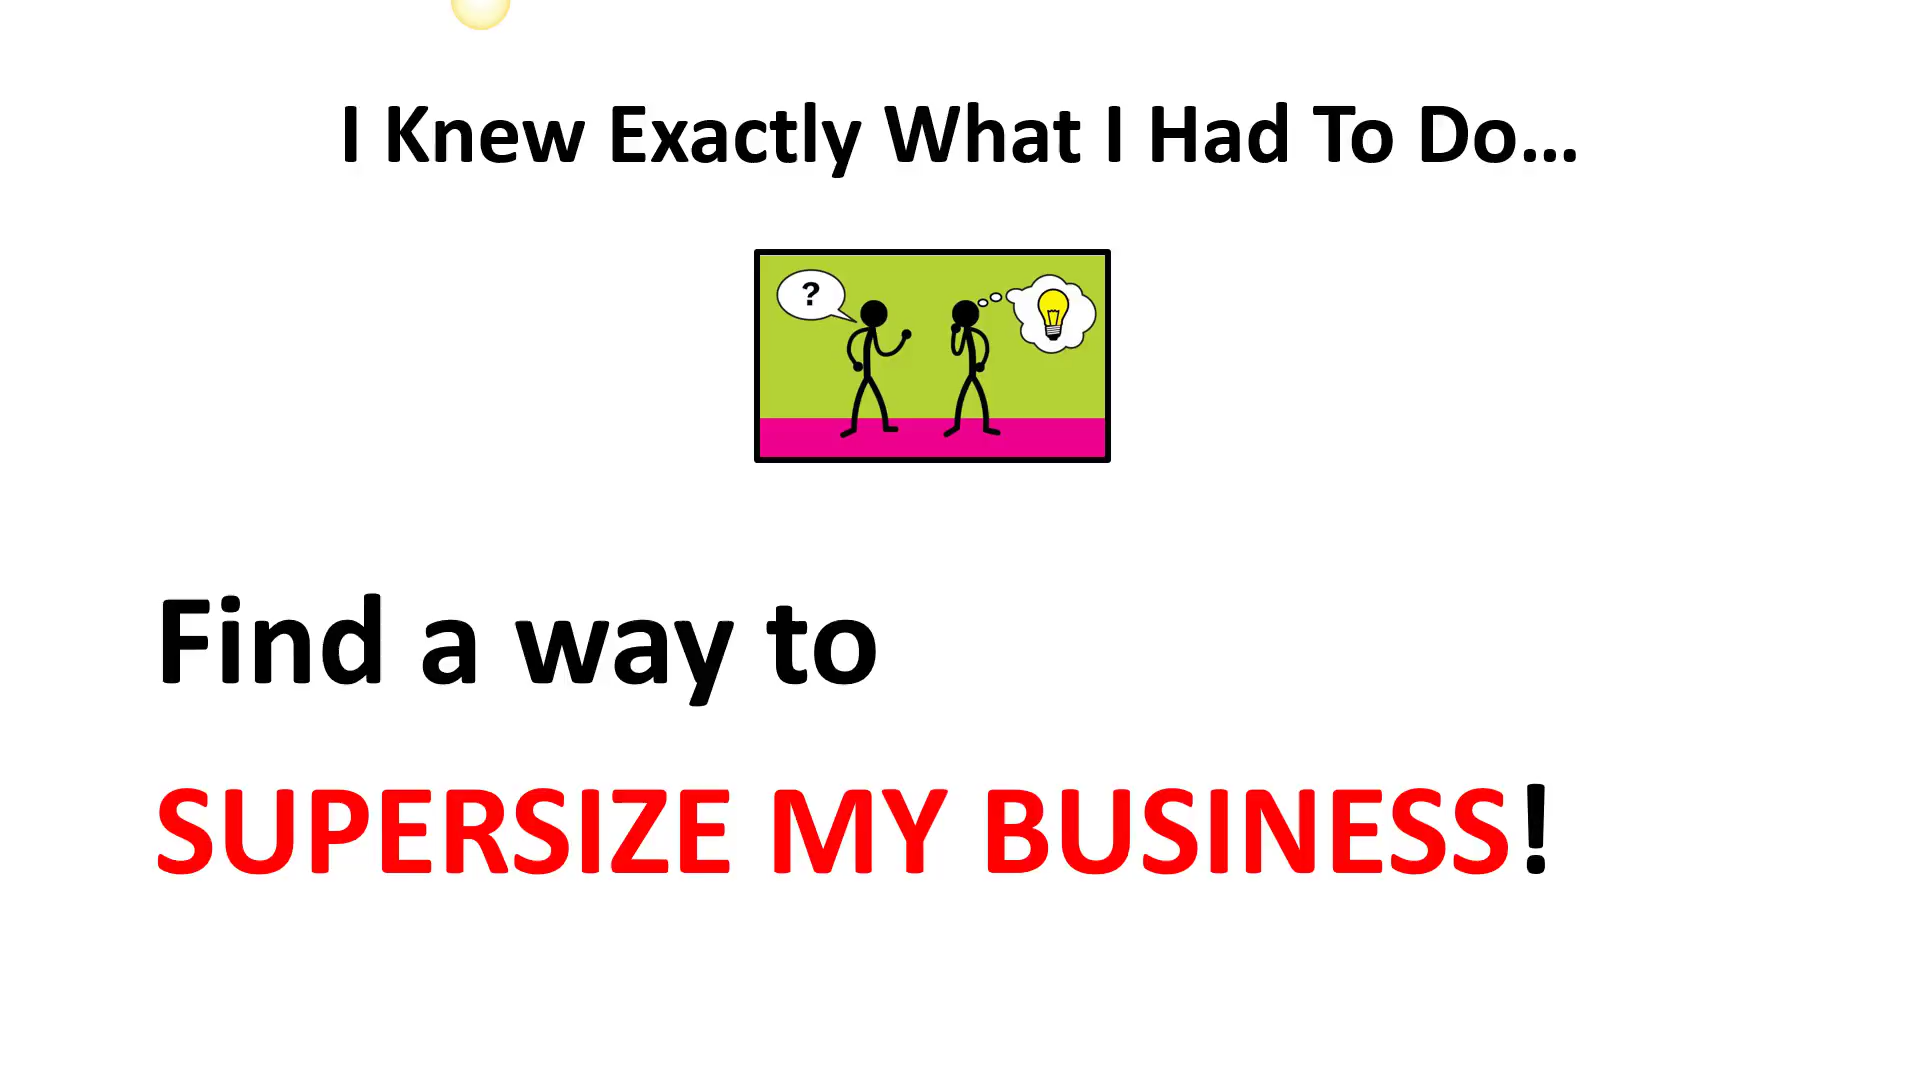 I Knew Exactly What I Had To Do...
?
Find a way to
SUPERSIZE MY BUSINESS!